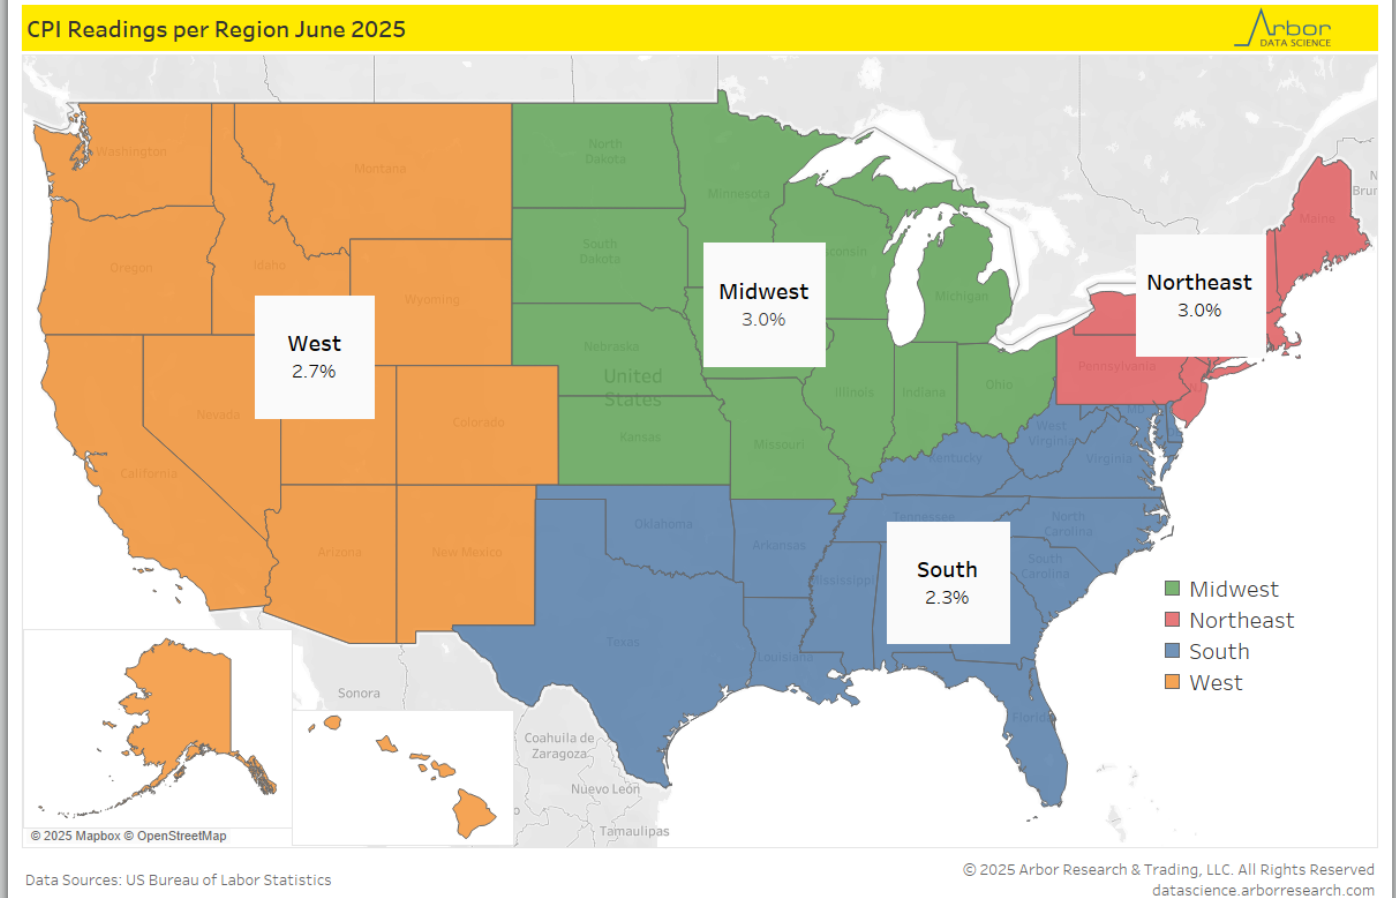 CPI Readings per Region June 2025
Arbor
DATA SCIENCE
Washington
Montana
North
Dakota
Minnesota
Maine
Oregon
Idaho
South
Dakota
Wyoming
Michigan
Midwest
3.0%
Northeast
3.0%
West
2.7%
Nebraska
United
States
Pennsylvania
Illinois
Indiana
Ohio
Nevada
Colorado
Kansas
Missouri
West
Virginia
MD
Kentucky
Virginia
California
Oklahoma
Tennessee
North
Carolina
Arizona
New Mexico
Arkansas
South
Carolina
Mississippi
South
2.3%
Texas
Louisiana
Florida
Midwest
Northeast
South
West
Sonora
Coahuila de
Zaragoza
Nuevo León
Tamaulipas
© 2025 Mapbox © OpenStreetMap
Data Sources: US Bureau of Labor Statistics
© 2025 Arbor Research & Trading, LLC. All Rights Reserved
datascience.arborresearch.com